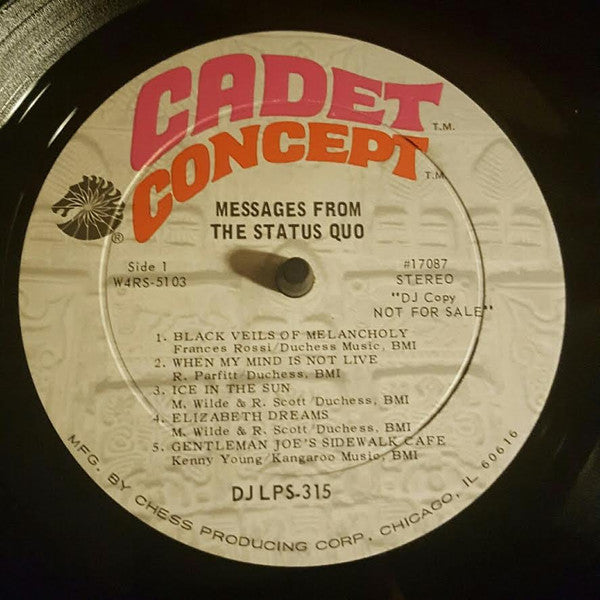 CADET
T.M.
CONCEPT
T.M.
®
MESSAGES FROM
THE STATUS QUO
Side 1
W4RS-5103
#17087
STEREO
"DJ Copy
NOT FOR SALE"
1. BLACK VEILS OF MELANCHOLY
Frances Rossi/Duchess Music, BMI
2. WHEN MY MIND IS NOT LIVE
R. Parfitt/Duchess, BMI
3. ICE IN THE SUN
M. Wilde & R. Scott/Duchess, BMI
4. ELIZABETH DREAMS
M. Wilde & R. Scott/Duchess, BMI
5. GENTLEMAN JOE'S SIDEWALK CAFE
Kenny Young/Kangaroo Music, BMI
DJ LPS-315
MFG. BY CHESS PRODUCING CORP., CHICAGO, IL 60616